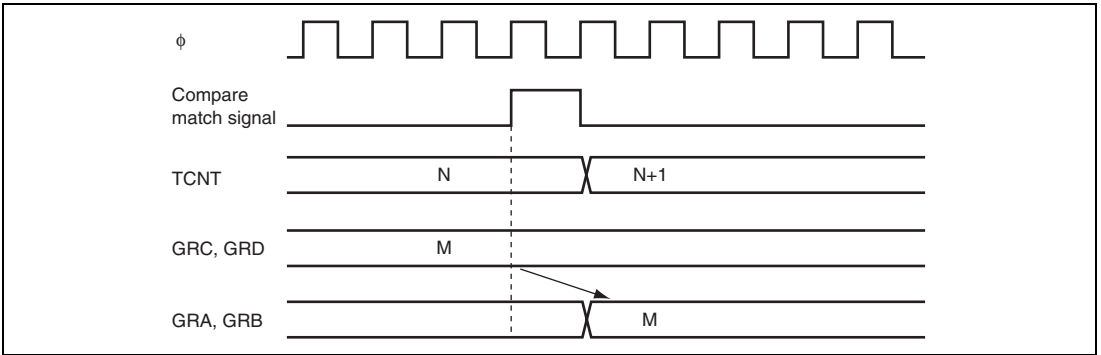 ϕ
Compare
match signal
TCNT
N
N+1
GRC, GRD
M
GRA, GRB
M